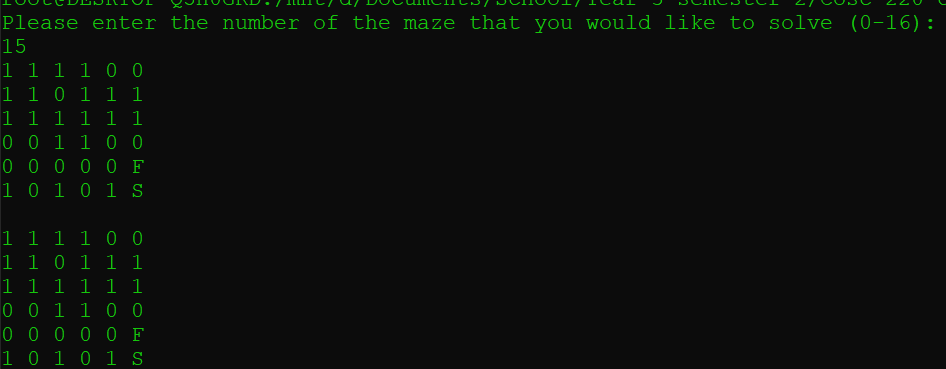 Please enter the number of the maze that you would like to solve (0-16):
15
1 1 1 1 0 0
1 1 0 1 1 1
1 1 1 1 1 1
0 0 1 1 0 0
0 0 0 0 0 F
1 0 1 0 1 S

1 1 1 1 0 0
1 1 0 1 1 1
1 1 1 1 1 1
0 0 1 1 0 0
0 0 0 0 0 F
1 0 1 0 1 S